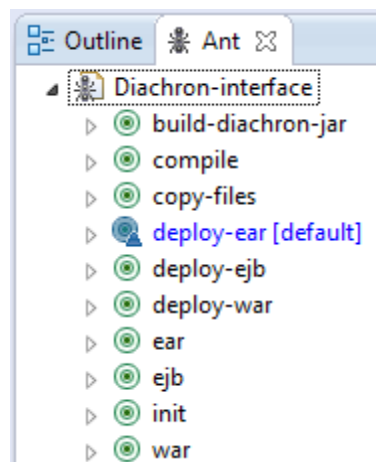 Outline Ant
Diachron-interface
build-diachron-jar
compile
copy-files
deploy-ear [default]
deploy-ejb
deploy-war
ear
ejb
init
war